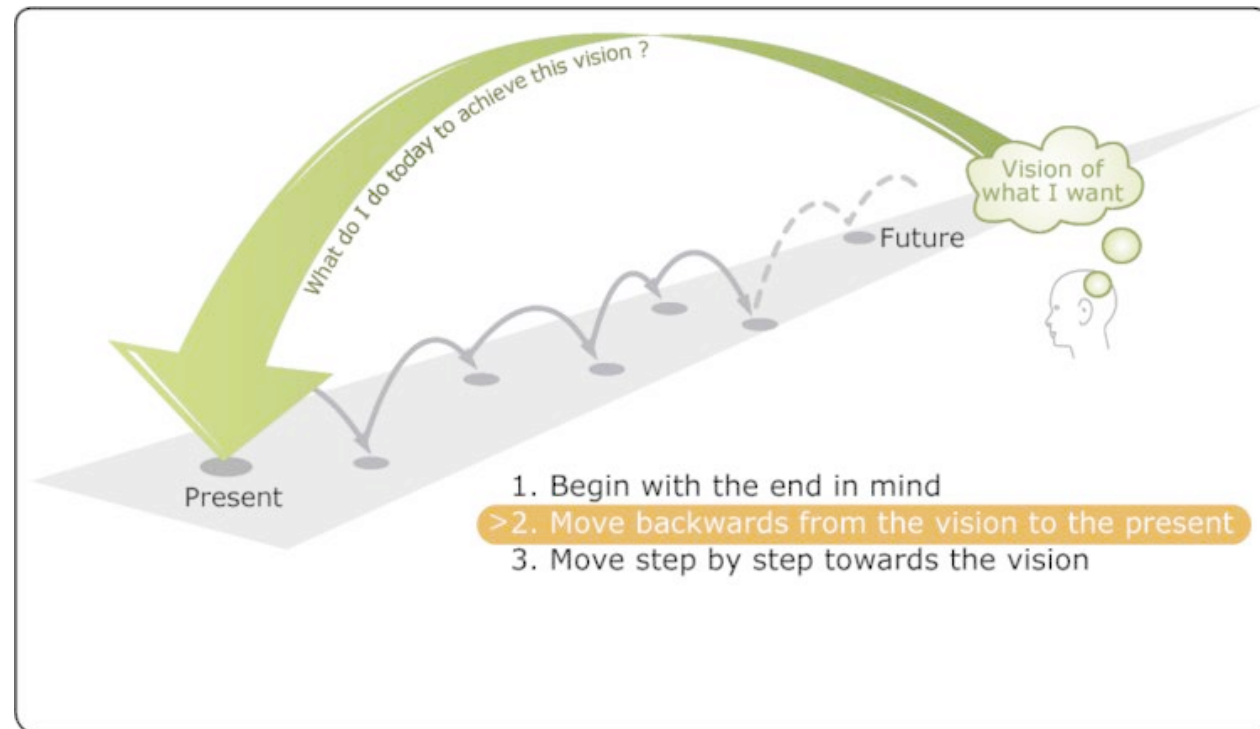 What do I do today to achieve this vision ?
Vision of
what I want
Future
Present
1. Begin with the end in mind
>2. Move backwards from the vision to the present
3. Move step by step towards the vision